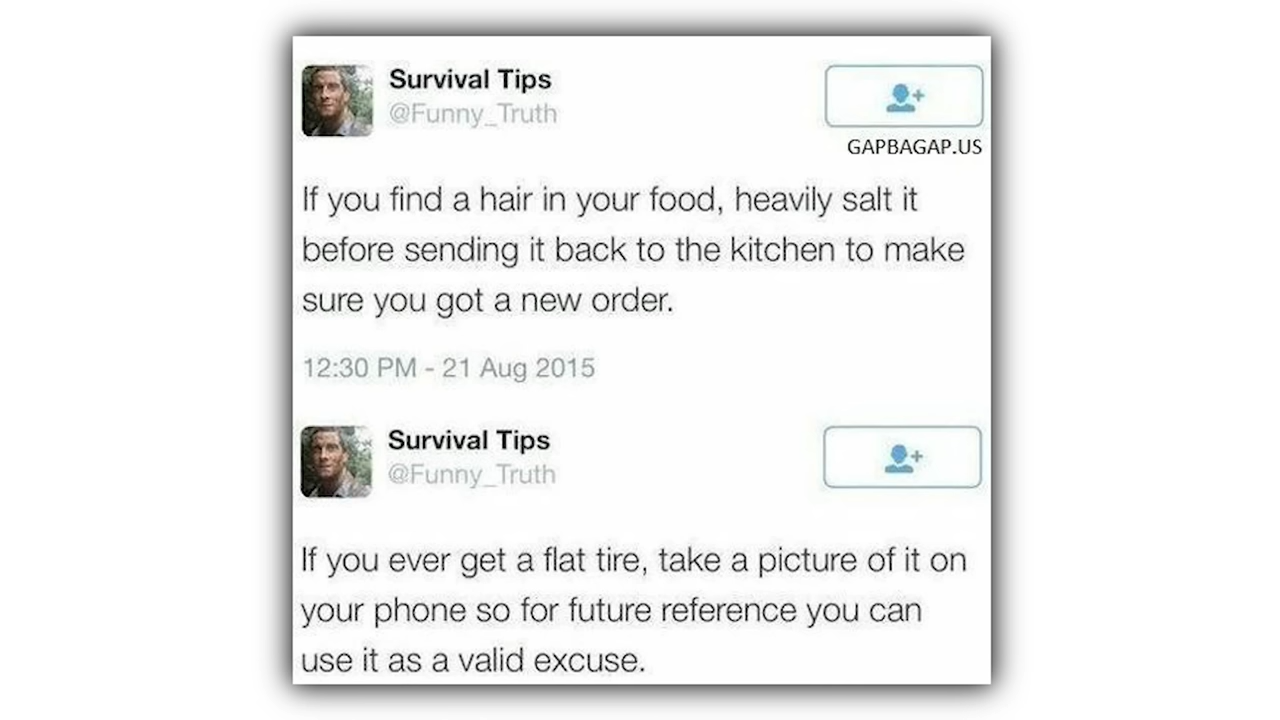 Survival Tips
@Funny_Truth
GAPBAGAP.US
If you find a hair in your food, heavily salt it
before sending it back to the kitchen to make
sure you got a new order.
12:30 PM - 21 Aug 2015
Survival Tips
@Funny_Truth
If you ever get a flat tire, take a picture of it on
your phone so for future reference you can
use it as a valid excuse.